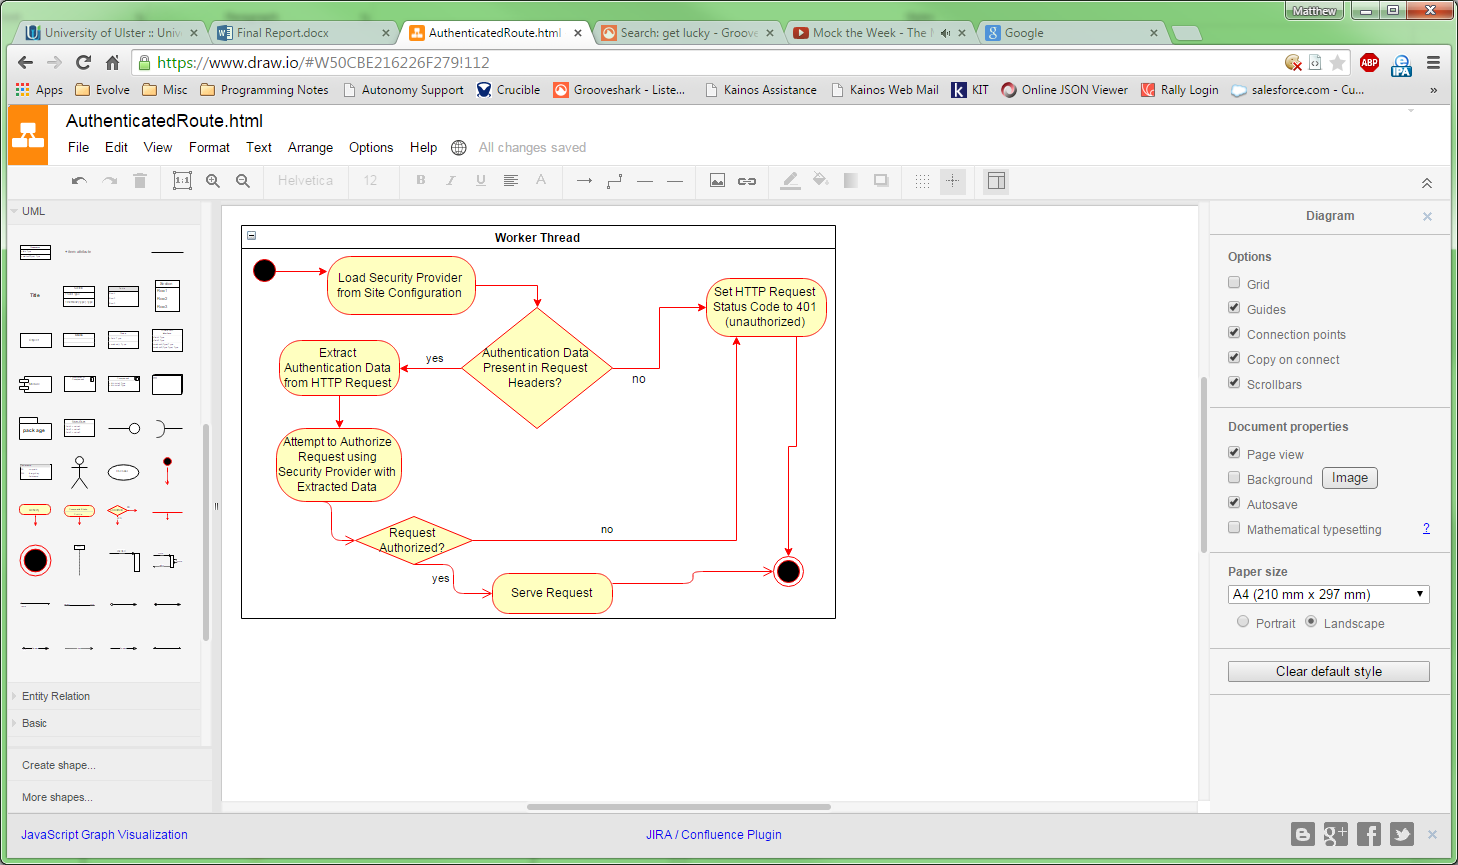 Matthew
University of Ulster :: Univ
Final Report.docx
AuthenticatedRoute.html
Search: get lucky - Groove
Mock the Week - The
Google
https://www.draw.io/#W50CBE216226F279!112
ABP
IPA
Apps
Evolve
Misc
Programming Notes
Autonomy Support
Crucible
Grooveshark - Liste...
Kainos Assistance
Kainos Web Mail
KIT
Online JSON Viewer
Rally Login
salesforce.com - Cu...
»
AuthenticatedRoute.html
File Edit View Format Text Arrange Options Help All changes saved
1:1
Helvetica
12
B I U A
UML
Title
package
Entity Relation
Basic
Create shape...
More shapes...
Worker Thread
Load Security Provider
from Site Configuration
Set HTTP Request
Status Code to 401
(unauthorized)
Extract
Authentication Data
from HTTP Request
yes
Authentication Data
Present in Request
Headers?
no
Attempt to Authorize
Request using
Security Provider with
Extracted Data
Request
Authorized?
no
yes
Serve Request
Diagram
Options
Grid
Guides
Connection points
Copy on connect
Scrollbars
Document properties
Page view
Background
Image
Autosave
Mathematical typesetting
?
Paper size
A4 (210 mm x 297 mm)
Portrait
Landscape
Clear default style
JavaScript Graph Visualization
JIRA / Confluence Plugin